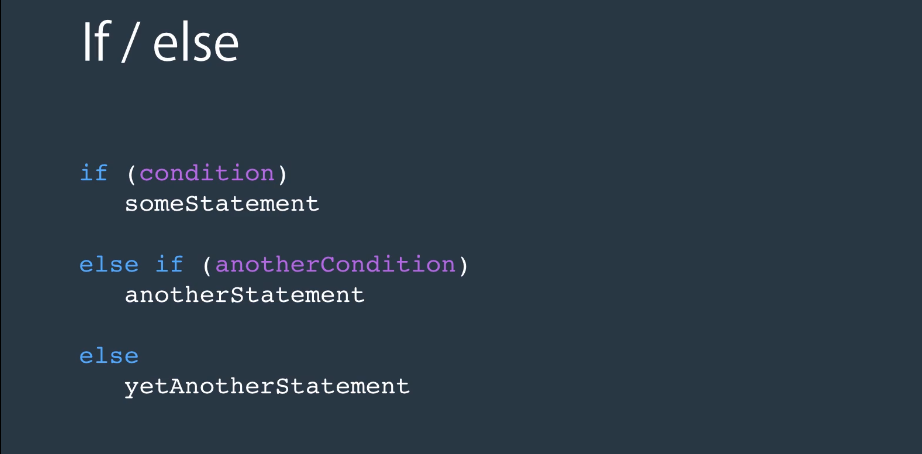 If / else
if (condition)
someStatement
else if (anotherCondition)
anotherStatement
else
yetAnotherStatement